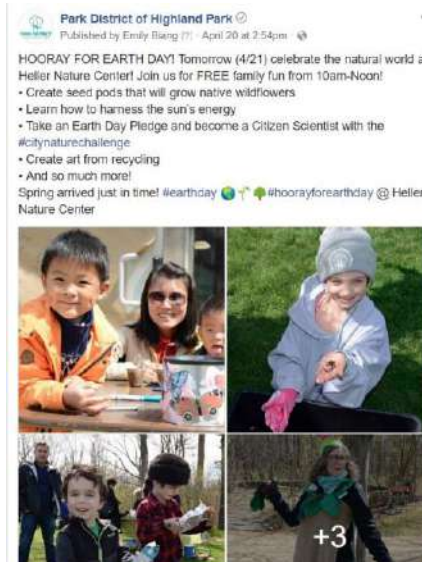 Park District of Highland Park
Published by Emily Biang [?] · April 20 at 2:54pm ·
HOORAY FOR EARTH DAY! Tomorrow (4/21) celebrate the natural world a
Heller Nature Center! Join us for FREE family fun from 10am-Noon!
• Create seed pods that will grow native wildflowers
• Learn how to harness the sun's energy
• Take an Earth Day Pledge and become a Citizen Scientist with the
#citynaturechallenge
• Create art from recycling
• And so much more!
Spring arrived just in time! #earthday 🌎🌱🌳#hoorayforearthday @ Heller
Nature Center
+3